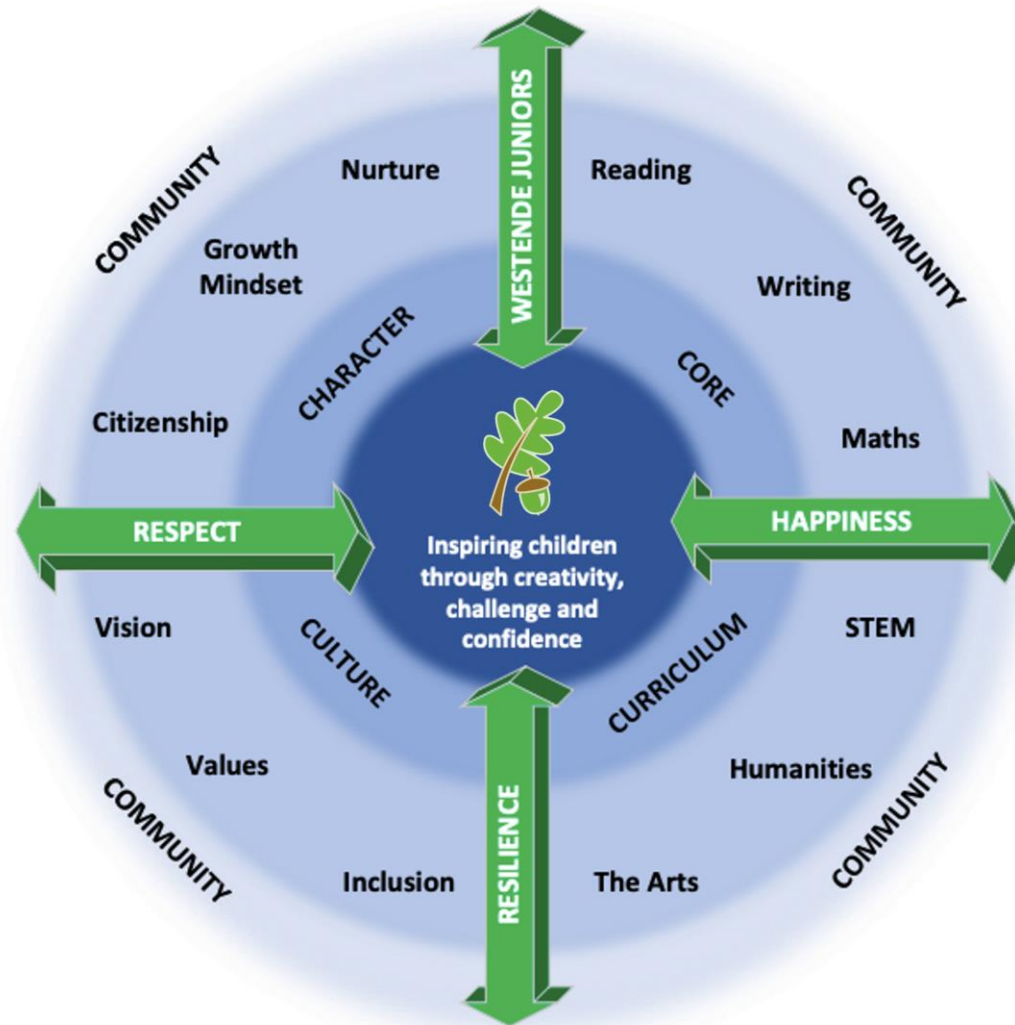 WESTENDE JUNIORS
COMMUNITY
Nurture
Reading
COMMUNITY
Growth
Mindset
Writing
CHARACTER
CORE
Citizenship
Maths
RESPECT
HAPPINESS
Inspiring children
through creativity,
challenge and
confidence
Vision
CULTURE
CURRICULUM
STEM
Values
Humanities
COMMUNITY
RESILIENCE
COMMUNITY
Inclusion
The Arts